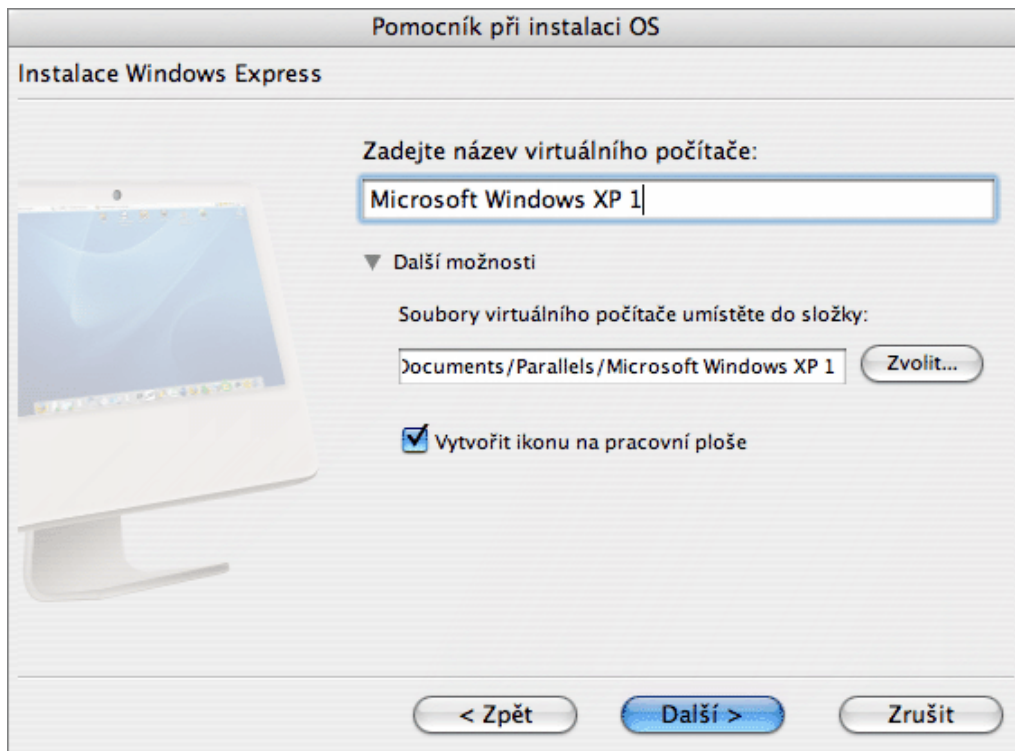 Pomocník při instalaci OS
Instalace Windows Express
Zadejte název virtuálního počítače:
Microsoft Windows XP 1
Další možnosti
Soubory virtuálního počítače umístěte do složky:
Documents/Parallels/Microsoft Windows XP 1
Zvolit...
Vytvořit ikonu na pracovní ploše
< Zpět
Další >
Zrušit